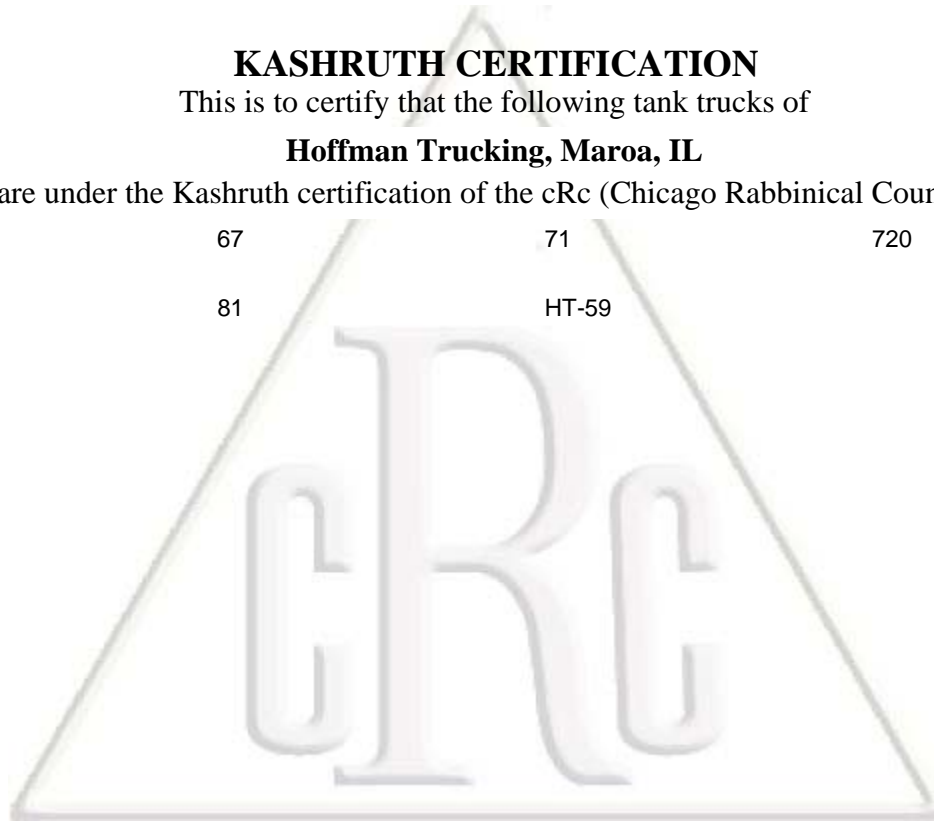 KASHRUTH CERTIFICATION
This is to certify that the following tank trucks of
Hoffman Trucking, Maroa, IL
are under the Kashruth certification of the cRc (Chicago Rabbinical Coun
67 71 720
81 HT-59
cRc